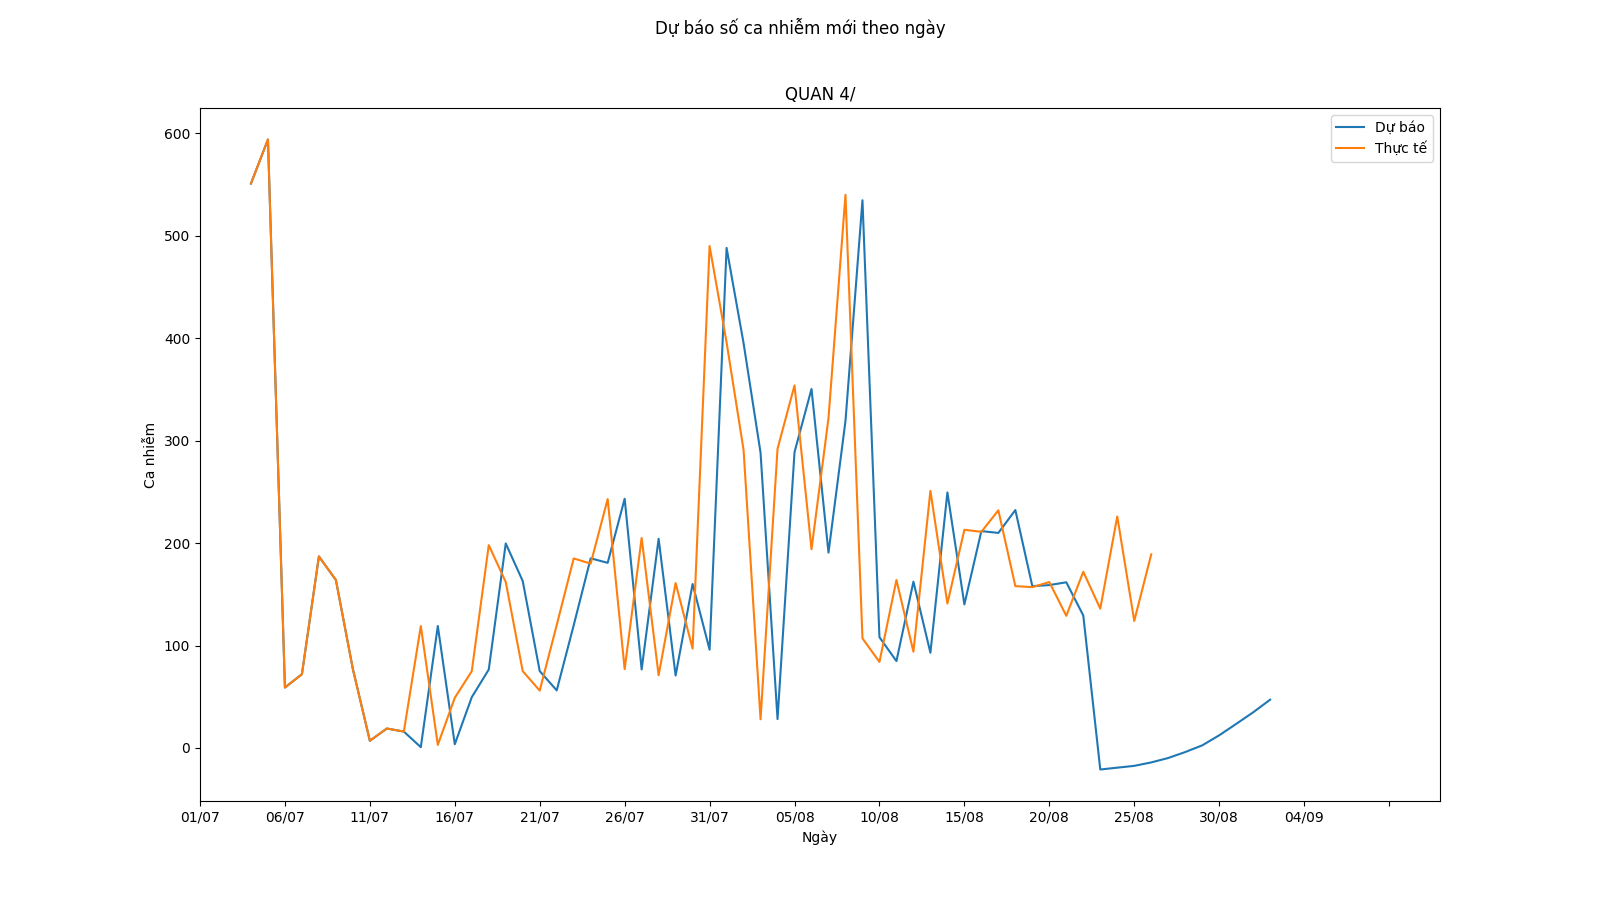 Dự báo số ca nhiễm mới theo ngày
QUAN 4/
Dự báo
Thực tế
600
500
400
300
200
100
0
Ca nhiễm
01/07 06/07 11/07 16/07 21/07 26/07 31/07 05/08 10/08 15/08 20/08 25/08 30/08 04/09
Ngày